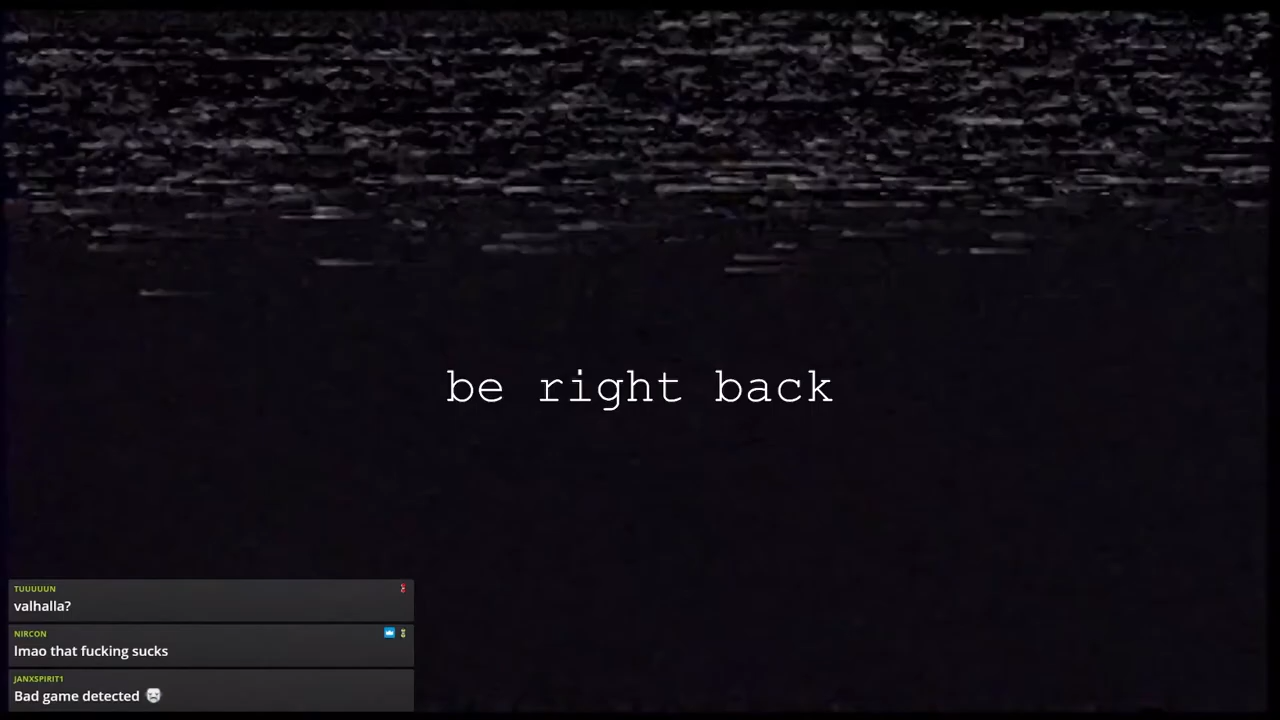 be right back
TUUUUUN
valhalla?
NIRCON
lmao that fucking sucks
JANXSPIRIT1
Bad game detected